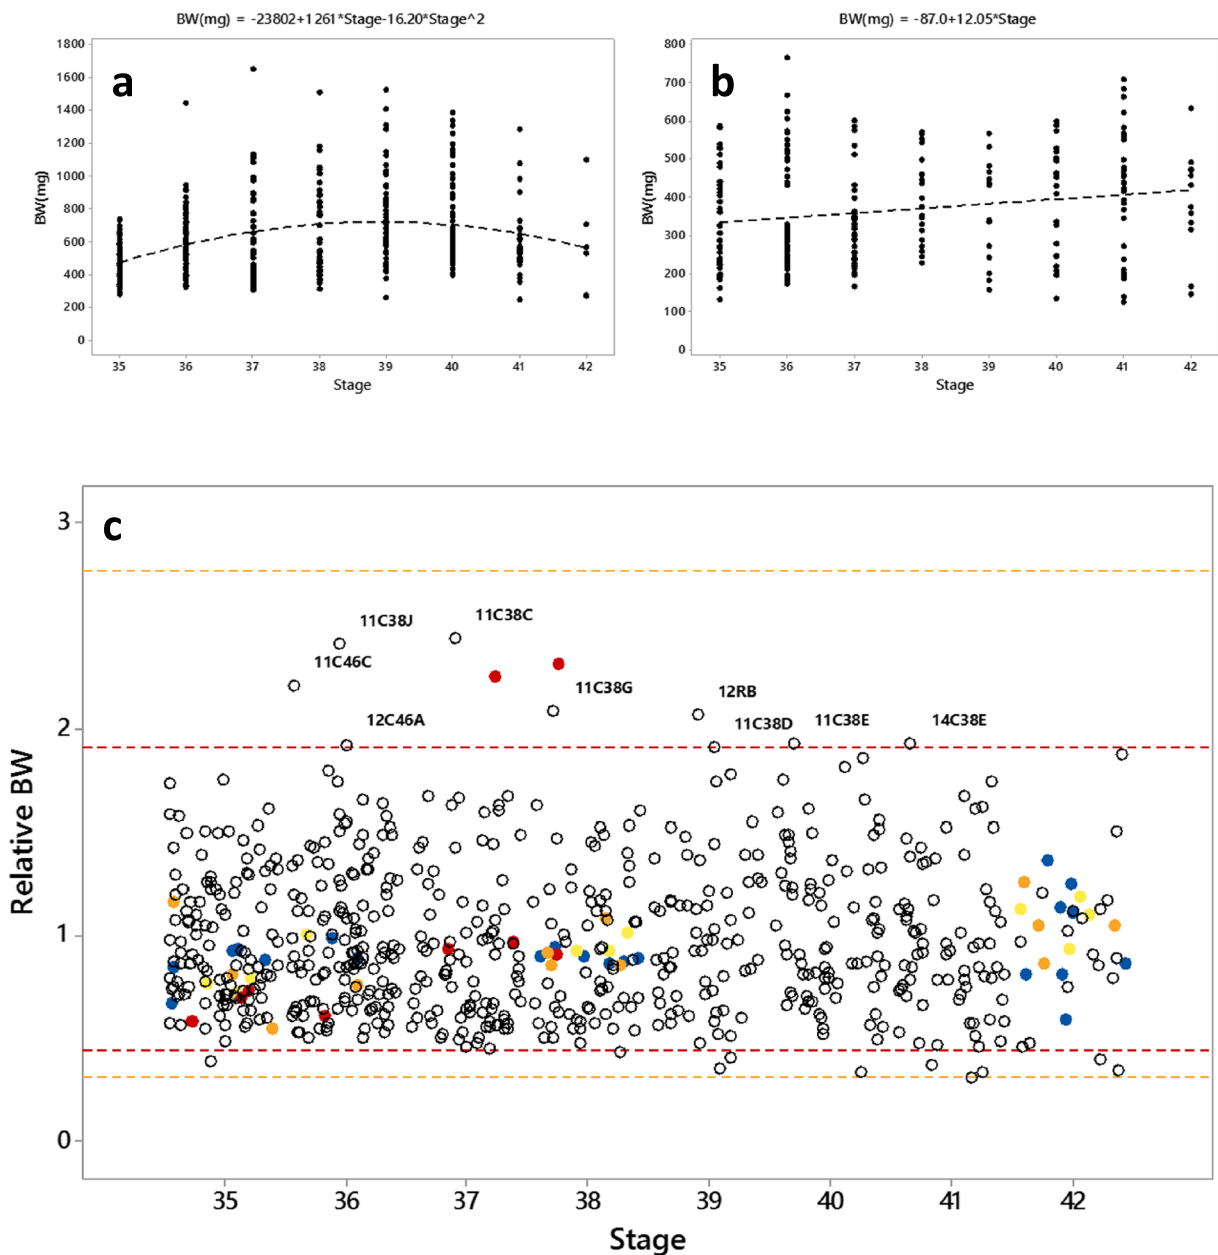 BW(mg) = -23802+1261*Stage-16.20*Stage^2
a
1800
1600
1400
1200
1000
800
600
400
200
0
BW(mg)
35 36 37 38 39 40 41 42
Stage
BW(mg) = -87.0+12.05*Stage
b
800
700
600
500
400
300
200
100
0
BW(mg)
35 36 37 38 39 40 41 42
Stage
c
3
2
1
0
Relative BW
11C38J
11C38C
11C46C
11C38G
12RB
12C46A
11C38D
11C38E
14C38E
35 36 37 38 39 40 41 42
Stage